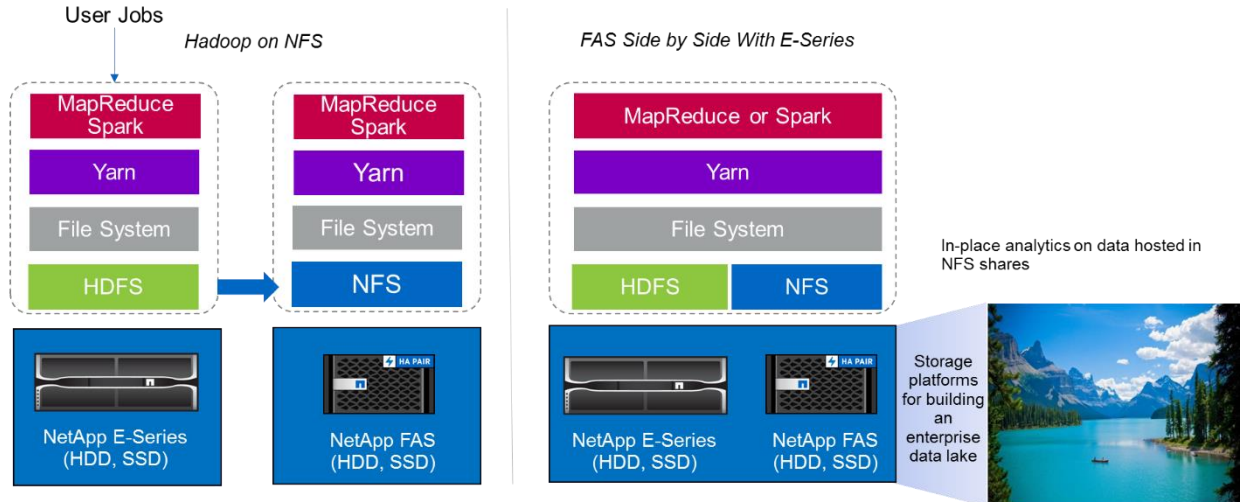 User Jobs
Hadoop on NFS
MapReduce
Spark
Yarn
File System
HDFS
NetApp E-Series
(HDD, SSD)
MapReduce
Spark
Yarn
File System
NFS
HA PAIR
NetApp FAS
(HDD, SSD)
FAS Side by Side With E-Series
MapReduce or Spark
Yarn
File System
HDFS
NFS
NetApp E-Series
(HDD, SSD)
HA PAIR
NetApp FAS
(HDD, SSD)
Storage
platforms
for building
an
enterprise
data lake
In-place analytics on data hosted in
NFS shares